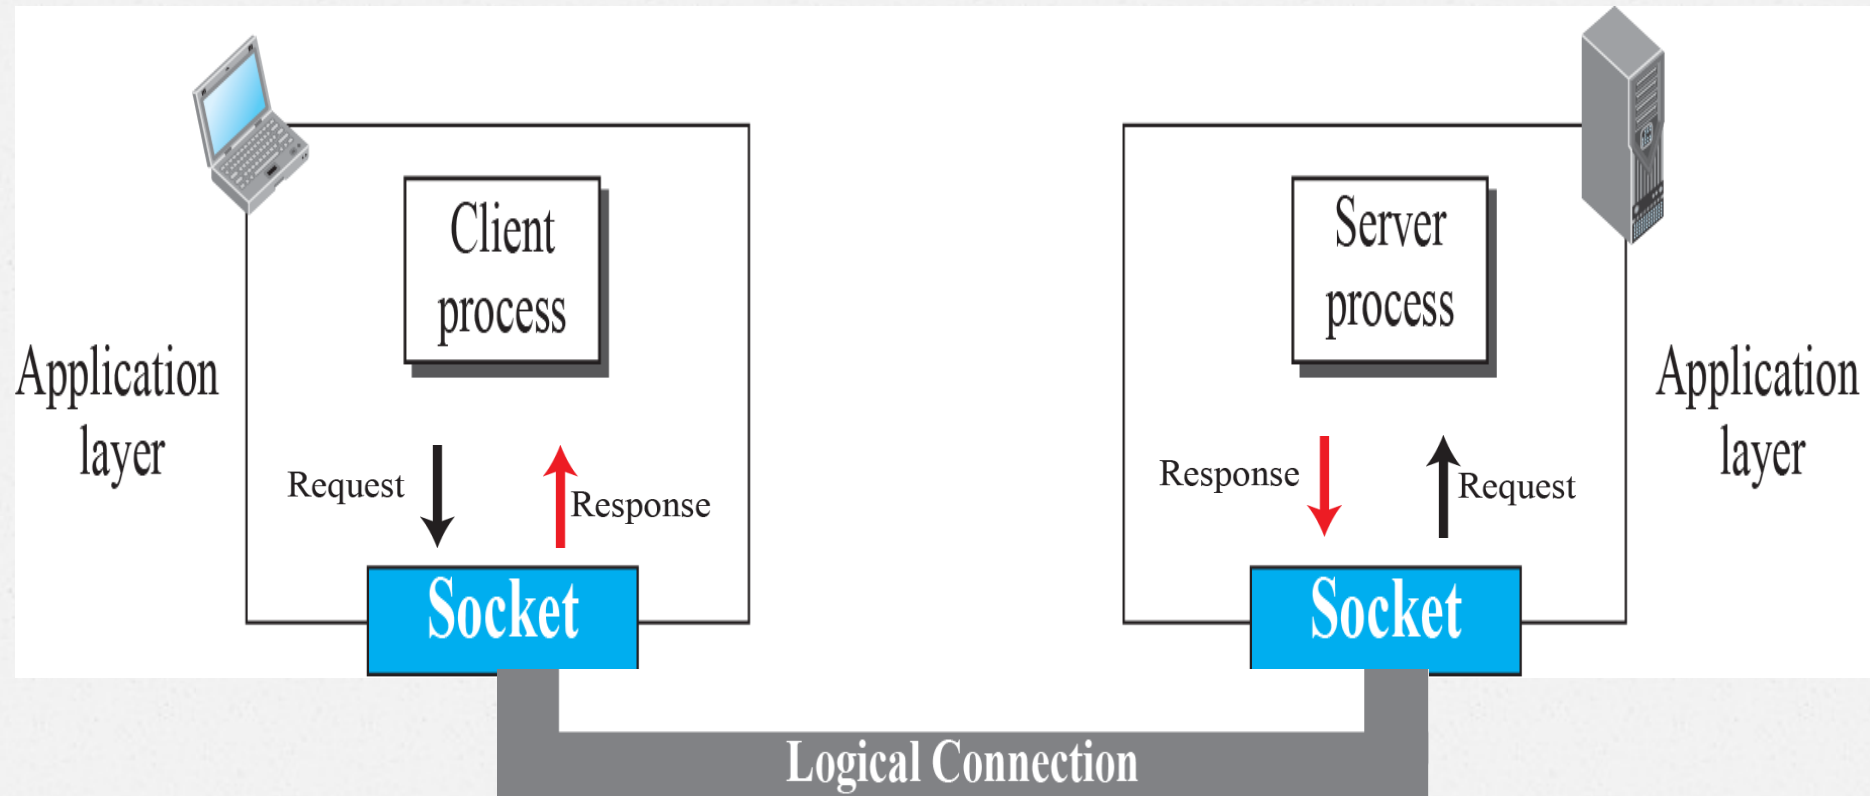 Client
process
Server
process
Application
layer
Application
layer
Request
Response
Response
Request
Socket
Socket
Logical Connection